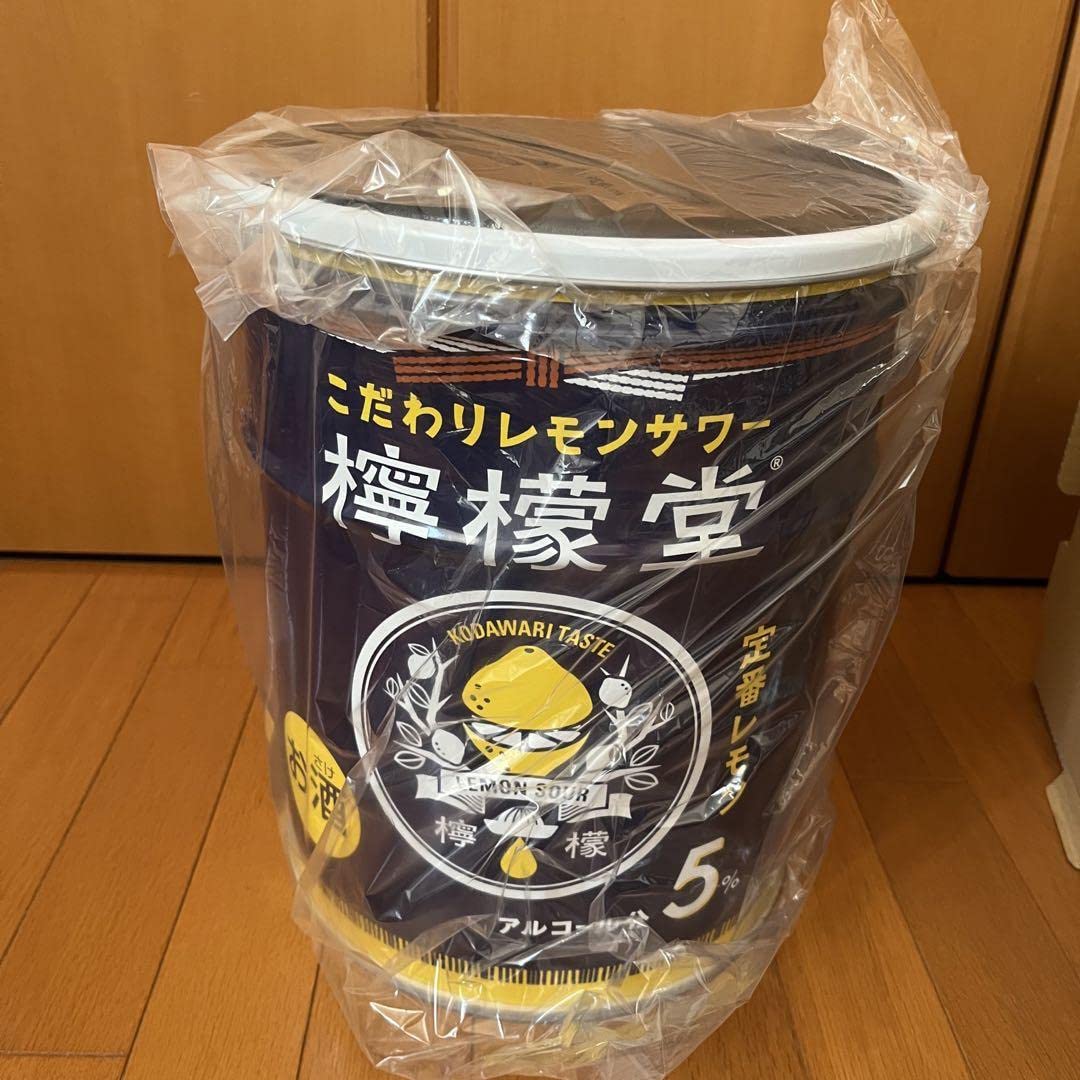 こだわりレモンサワー
檸檬堂®
KODAWARI TASTE
LEMON SOUR
檸 檬
定番レモン
お酒
さけ
アルコール分
5%